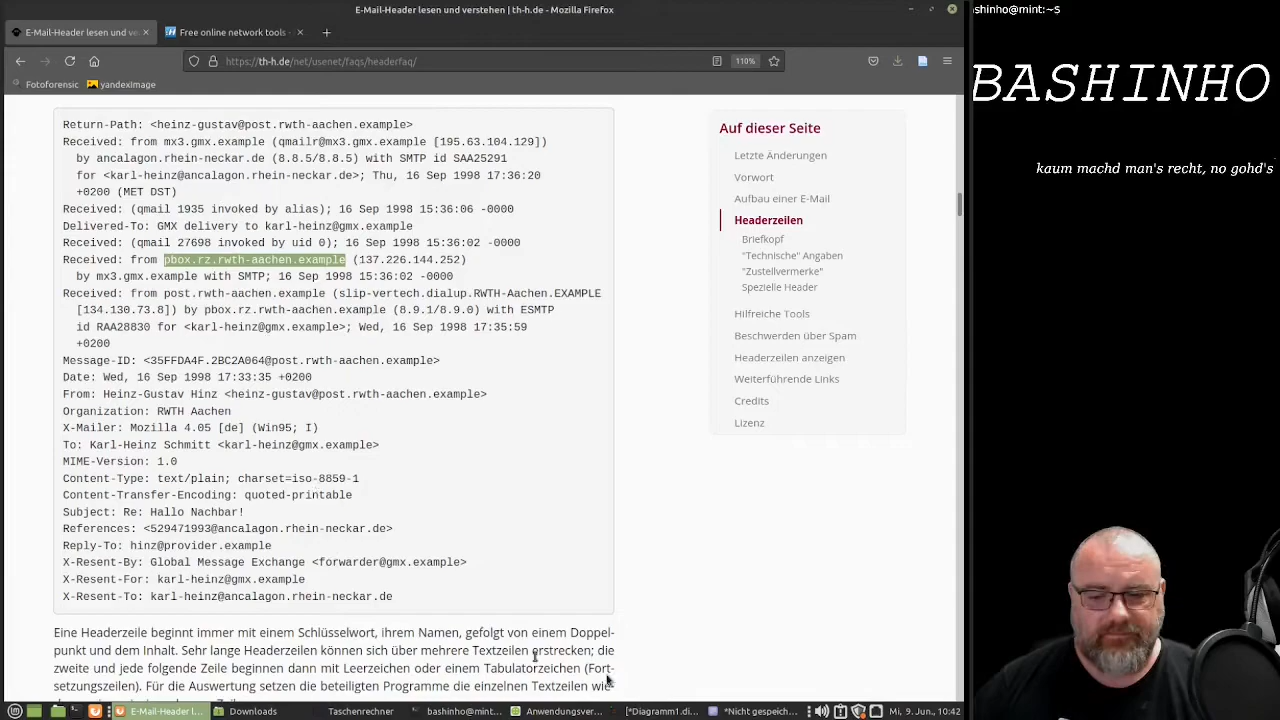 E-Mail-Header lesen und verstehen | th-h.de - Mozilla Firefox
E-Mail-Header lesen und ve
Free online network tools -
https://th-h.de/net/usenet/faqs/headerfaq/
110%
Fotoforensic
yandeximage
Return-Path: <heinz-gustav@post.rwth-aachen.example>
Received: from mx3.gmx.example (qmailr@mx3.gmx.example [195.63.104.129])
by ancalagon.rhein-neckar.de (8.8.5/8.8.5) with SMTP id SAA25291
for <karl-heinz@ancalagon.rhein-neckar.de>; Thu, 16 Sep 1998 17:36:20
+0200 (MET DST)
Received: (qmail 1935 invoked by alias); 16 Sep 1998 15:36:06 -0000
Delivered-To: GMX delivery to karl-heinz@gmx.example
Received: (qmail 27698 invoked by uid 0); 16 Sep 1998 15:36:02 -0000
Received: from pbox.rz.rwth-aachen.example (137.226.144.252)
by mx3.gmx.example with SMTP; 16 Sep 1998 15:36:02 -0000
Received: from post.rwth-aachen.example (slip-vertech.dialup.RWTH-Aachen.EXAMPLE
[134.130.73.8]) by pbox.rz.rwth-aachen.example (8.9.1/8.9.0) with ESMTP
id RAA28830 for <karl-heinz@gmx.example>; Wed, 16 Sep 1998 17:35:59
+0200
Message-ID: <35FFDA4F.2BC2A064@post.rwth-aachen.example>
Date: Wed, 16 Sep 1998 17:33:35 +0200
From: Heinz-Gustav Hinz <heinz-gustav@post.rwth-aachen.example>
Organization: RWTH Aachen
X-Mailer: Mozilla 4.05 [de] (Win95; I)
To: Karl-Heinz Schmitt <karl-heinz@gmx.example>
MIME-Version: 1.0
Content-Type: text/plain; charset=iso-8859-1
Content-Transfer-Encoding: quoted-printable
Subject: Re: Hallo Nachbar!
References: <529471993@ancalagon.rhein-neckar.de>
Reply-To: hinz@provider.example
X-Resent-By: Global Message Exchange <forwarder@gmx.example>
X-Resent-For: karl-heinz@gmx.example
X-Resent-To: karl-heinz@ancalagon.rhein-neckar.de
Eine Headerzeile beginnt immer mit einem Schlüsselwort, ihrem Namen, gefolgt von einem Doppel-
punkt und dem Inhalt. Sehr lange Headerzeilen können sich über mehrere Textzeilen erstrecken; die
zweite und jede folgende Zeile beginnen dann mit Leerzeichen oder einem Tabulatorzeichen (Fort-
setzungszeilen). Für die Auswertung setzen die beteiligten Programme die einzelnen Textzeilen wie-
Auf dieser Seite
Letzte Änderungen
Vorwort
Aufbau einer E-Mail
Headerzeilen
Briefkopf
"Technische" Angaben
"Zustellvermerke"
Spezielle Header
Hilfreiche Tools
Beschwerden über Spam
Headerzeilen anzeigen
Weiterführende Links
Credits
Lizenz
ashinho@mint:~$
BASHINHO
kaum machd man's recht, no gohd's
E-Mail-Header l...
Downloads
Taschenrechner
bashinho@mint...
Anwendungsver...
[*Diagramm1.di...
*Nicht gespeich...
Mi, 9. Jun., 10:42